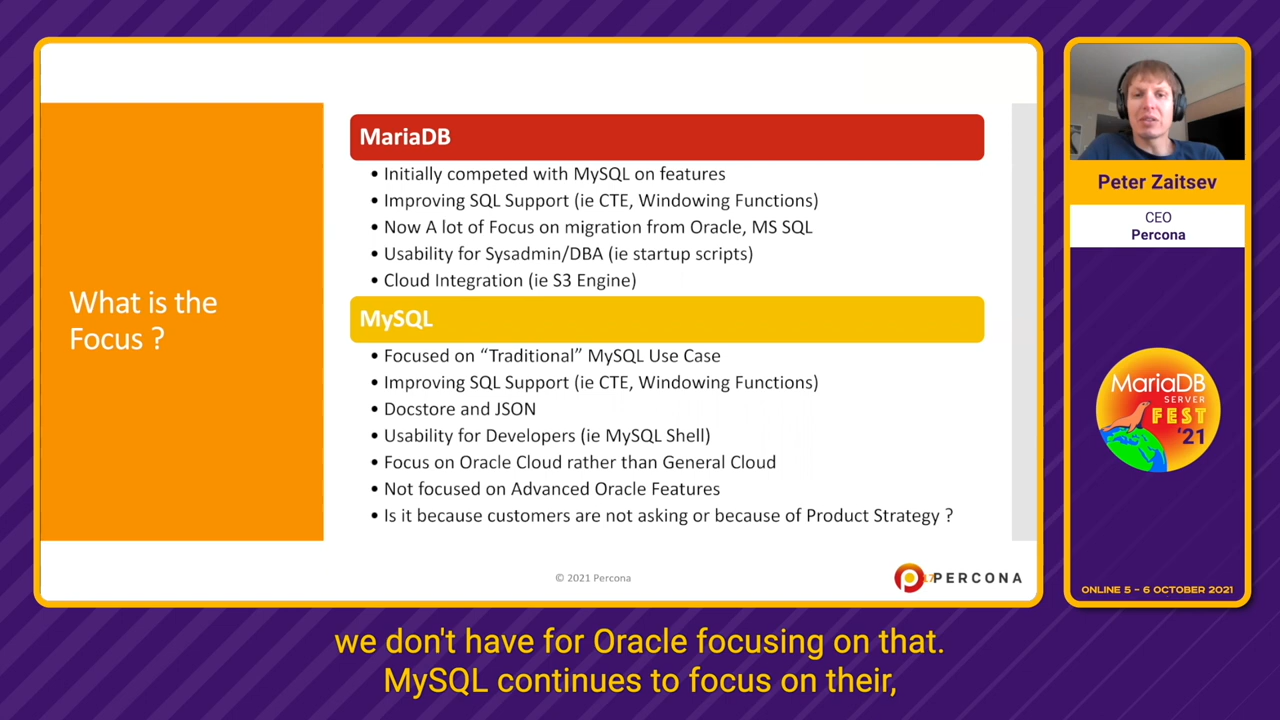 What is the
Focus ?
MariaDB
• Initially competed with MySQL on features
• Improving SQL Support (ie CTE, Windowing Functions)
• Now A lot of Focus on migration from Oracle, MS SQL
• Usability for Sysadmin/DBA (ie startup scripts)
• Cloud Integration (ie S3 Engine)
MySQL
• Focused on “Traditional” MySQL Use Case
• Improving SQL Support (ie CTE, Windowing Functions)
• Docstore and JSON
• Usability for Developers (ie MySQL Shell)
• Focus on Oracle Cloud rather than General Cloud
• Not focused on Advanced Oracle Features
• Is it because customers are not asking or because of Product Strategy ?
© 2021 Percona
17
PERCONA
Peter Zaitsev
CEO
Percona
MariaDB
SERVER
FEST
'21
ONLINE 5 – 6 OCTOBER 2021
we don't have for Oracle focusing on that.
MySQL continues to focus on their,